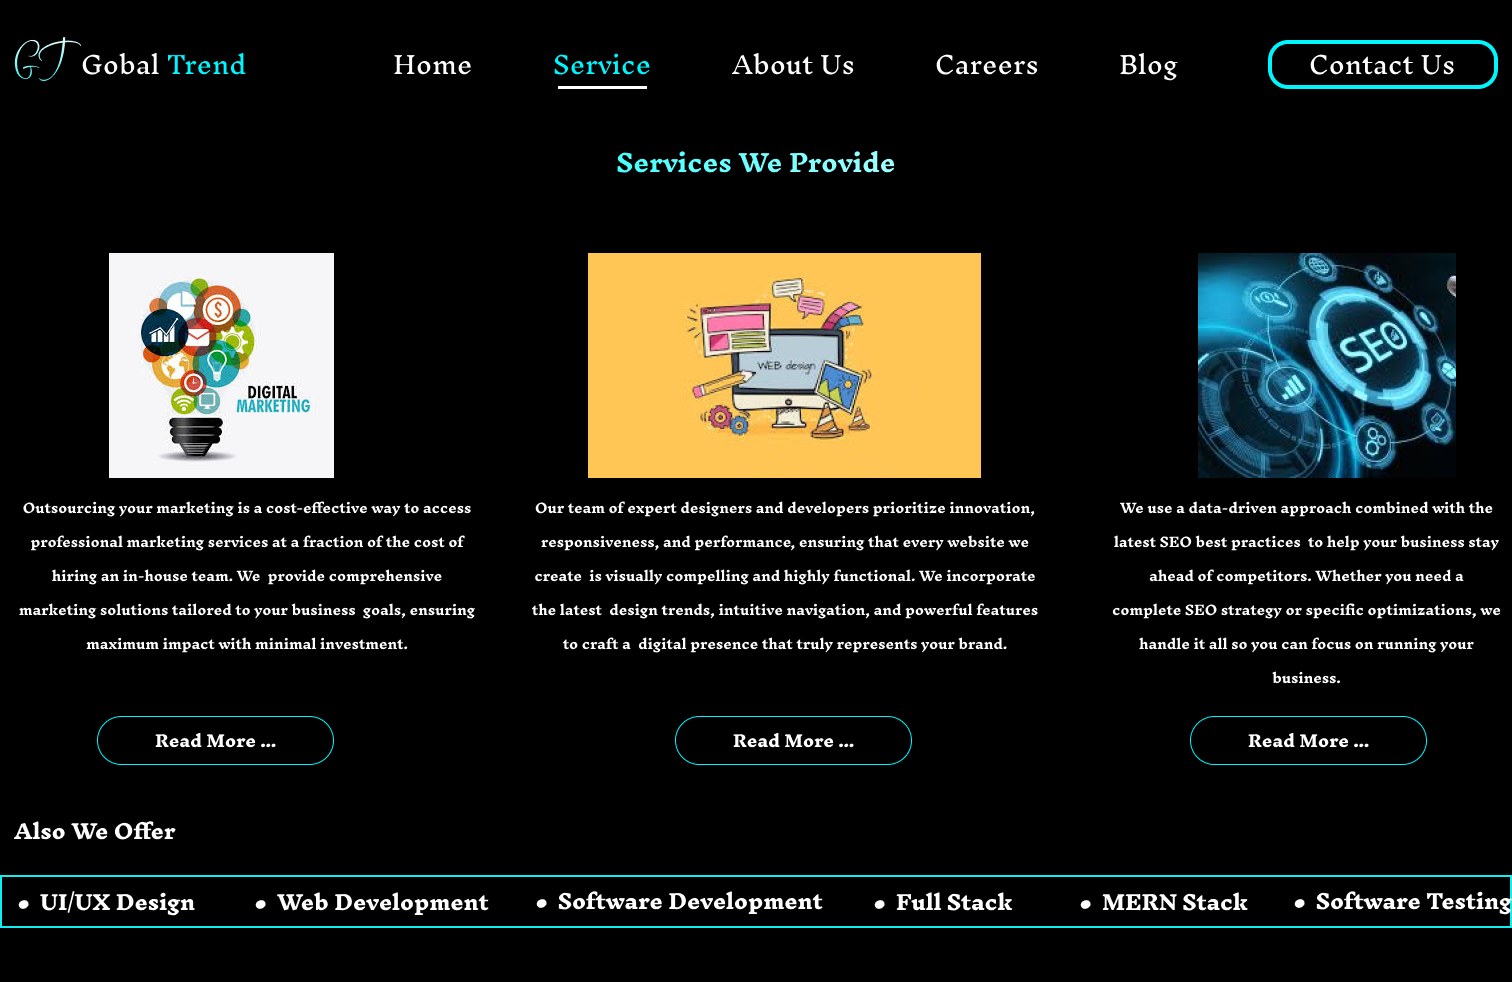 GT Gobal Trend
Home
Service
About Us
Careers
Blog
Contact Us
Services We Provide
DIGITAL
MARKETING
WEB design
SEO
Outsourcing your marketing is a cost-effective way to access
professional marketing services at a fraction of the cost of
hiring an in-house team. We provide comprehensive
marketing solutions tailored to your business goals, ensuring
maximum impact with minimal investment.
Our team of expert designers and developers prioritize innovation,
responsiveness, and performance, ensuring that every website we
create is visually compelling and highly functional. We incorporate
the latest design trends, intuitive navigation, and powerful features
to craft a digital presence that truly represents your brand.
We use a data-driven approach combined with the
latest SEO best practices to help your business stay
ahead of competitors. Whether you need a
complete SEO strategy or specific optimizations, we
handle it all so you can focus on running your
business.
Read More ...
Read More ...
Read More ...
Also We Offer
• UI/UX Design
• Web Development
• Software Development
• Full Stack
• MERN Stack
• Software Testing